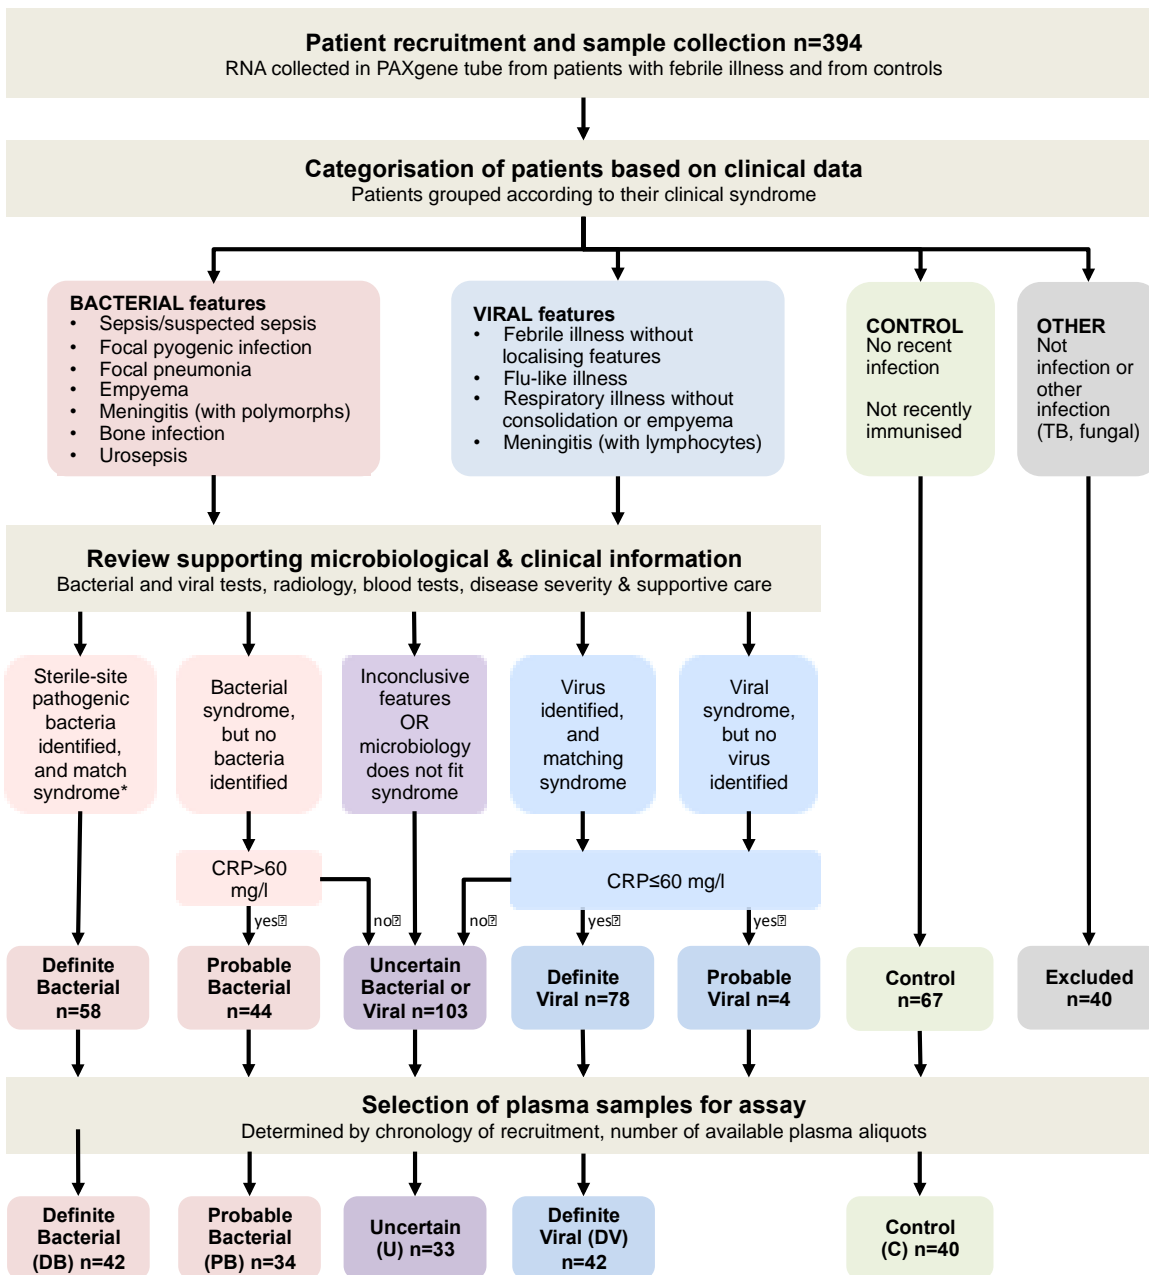 Patient recruitment and sample collection n=394
RNA collected in PAXgene tube from patients with febrile illness and from controls
Categorisation of patients based on clinical data
Patients grouped according to their clinical syndrome
BACTERIAL features
• Sepsis/suspected sepsis
• Focal pyogenic infection
• Focal pneumonia
• Empyema
• Meningitis (with polymorphs)
• Bone infection
• Urosepsis
VIRAL features
• Febrile illness without
localising features
• Flu-like illness
• Respiratory illness without
consolidation or empyema
• Meningitis (with lymphocytes)
CONTROL
No recent
infection
Not recently
immunised
OTHER
Not
infection or
other
infection
(TB, fungal)
Review supporting microbiological & clinical information
Bacterial and viral tests, radiology, blood tests, disease severity & supportive care
Sterile-site
pathogenic
bacteria
identified,
and match
syndrome*
Bacterial
syndrome,
but no
bacteria
identified
Inconclusive
features
OR
microbiology
does not fit
syndrome
Virus
identified,
and
matching
syndrome
Viral
syndrome,
but no
virus
identified
CRP>60
mg/l
CRP≤60 mg/l
yes
no
no
yes
yes
Definite
Bacterial
n=58
Probable
Bacterial
n=44
Uncertain
Bacterial or
Viral n=103
Definite
Viral n=78
Probable
Viral n=4
Control
n=67
Excluded
n=40
Selection of plasma samples for assay
Determined by chronology of recruitment, number of available plasma aliquots
Definite
Bacterial
(DB) n=42
Probable
Bacterial
(PB) n=34
Uncertain
(U) n=33
Definite
Viral (DV)
n=42
Control
(C) n=40